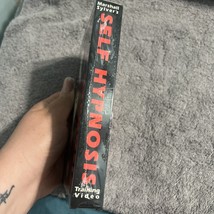 Marshall
Sylver's
SELF HYPNOSIS
Training
Video